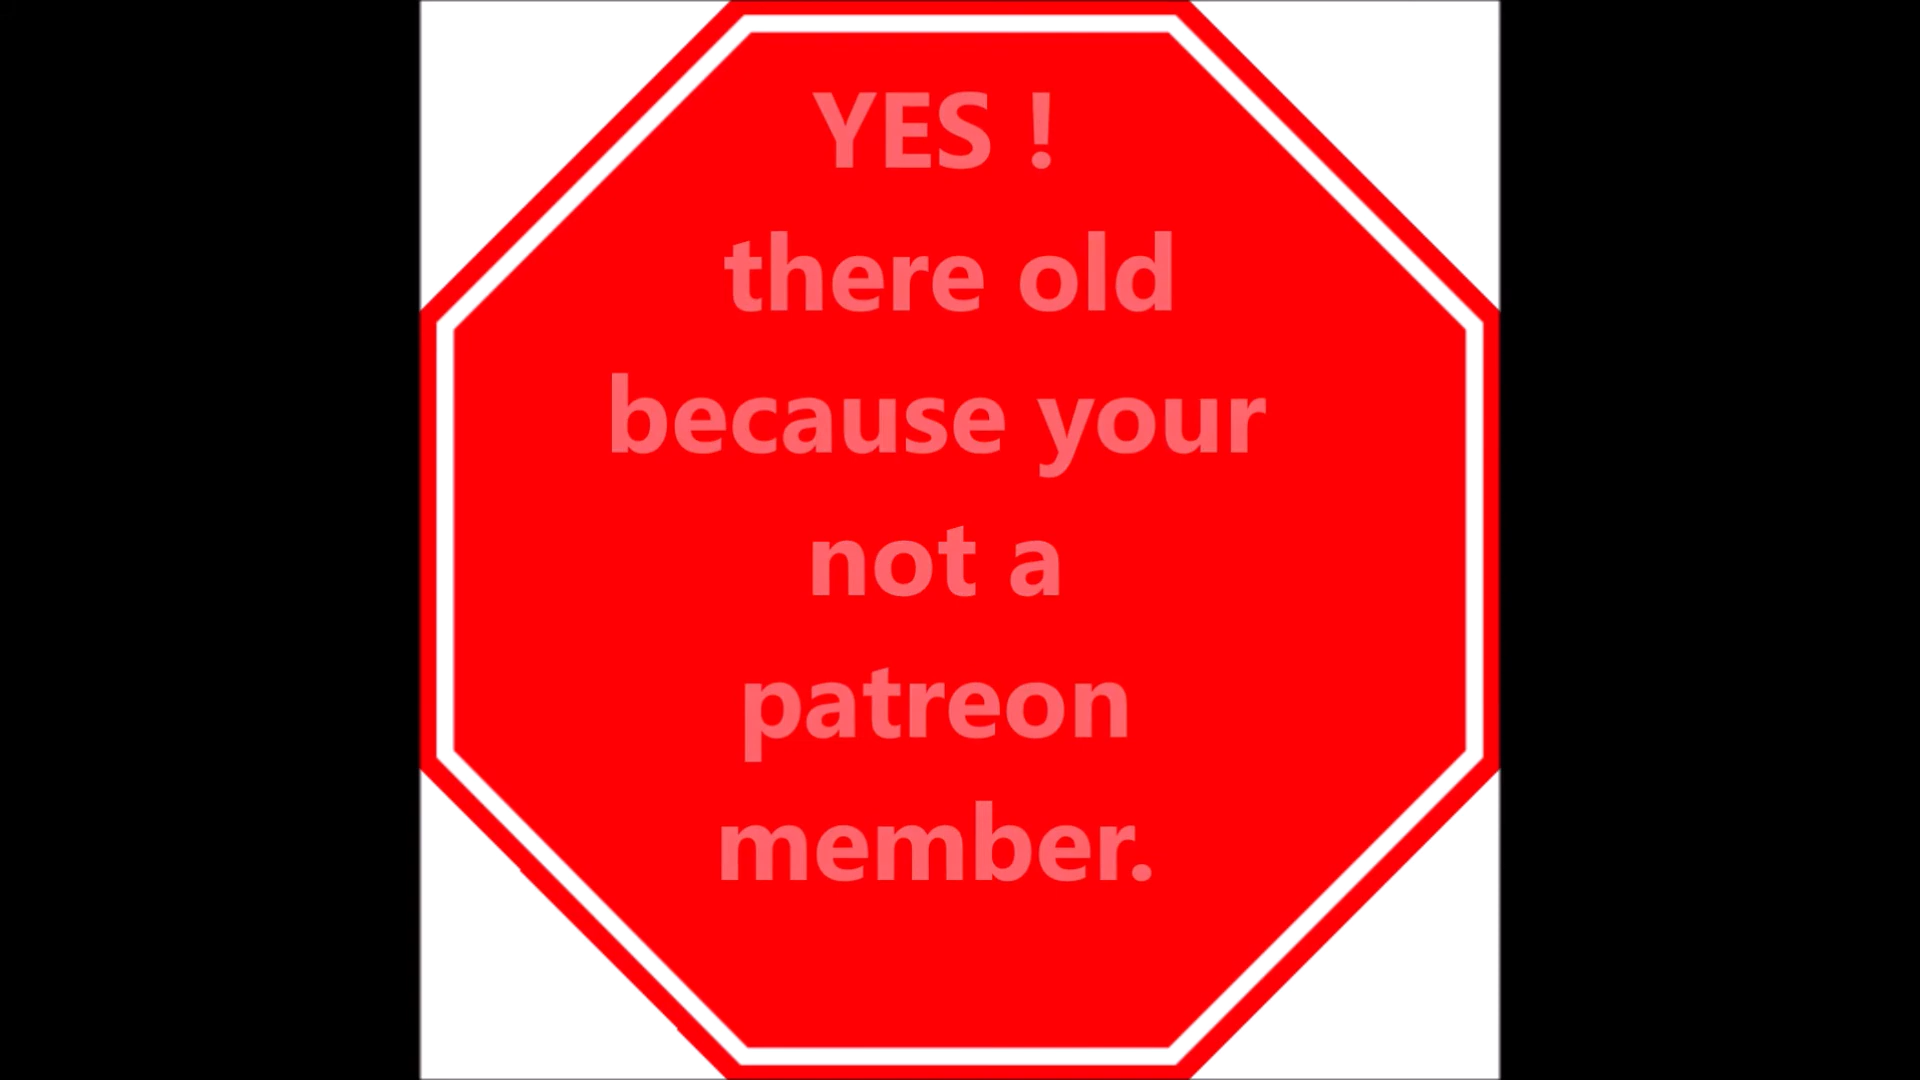 YES !
there old
because your
not a
patreon
member.